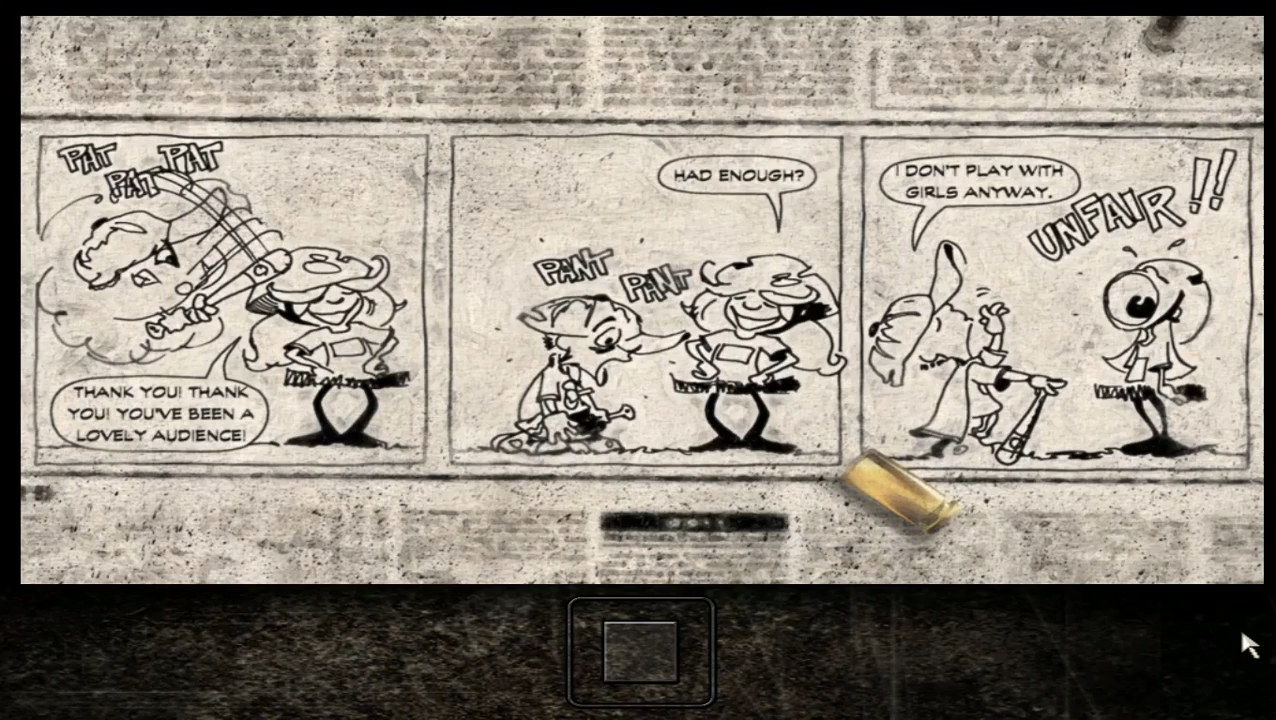 PAT
PAT
PAT
THANK YOU! THANK
YOU! YOU'VE BEEN A
LOVELY AUDIENCE!
HAD ENOUGH?
PANT
PANT
I DON'T PLAY WITH
GIRLS ANYWAY.
UNFAIR!!